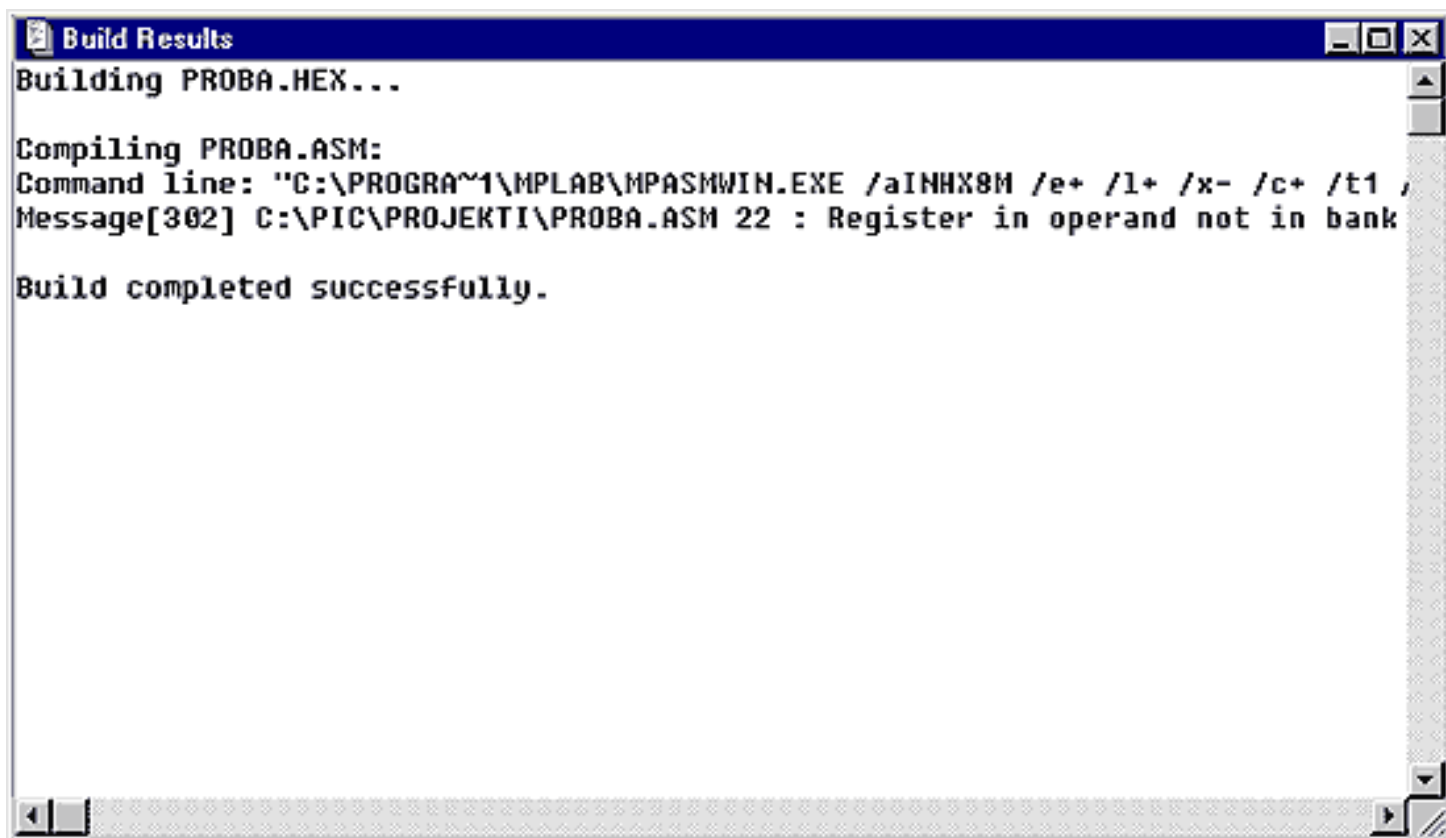 Build Results
Building PROBA.HEX...
Compiling PROBA.ASM:
Command line: "C:\PROGRA~1\MPLAB\MPASMWIN.EXE /aINHX8M /e+ /l+ /x- /c+ /t1 /
Message[302] C:\PIC\PROJEKTI\PROBA.ASM 22 : Register in operand not in bank
Build completed successfully.